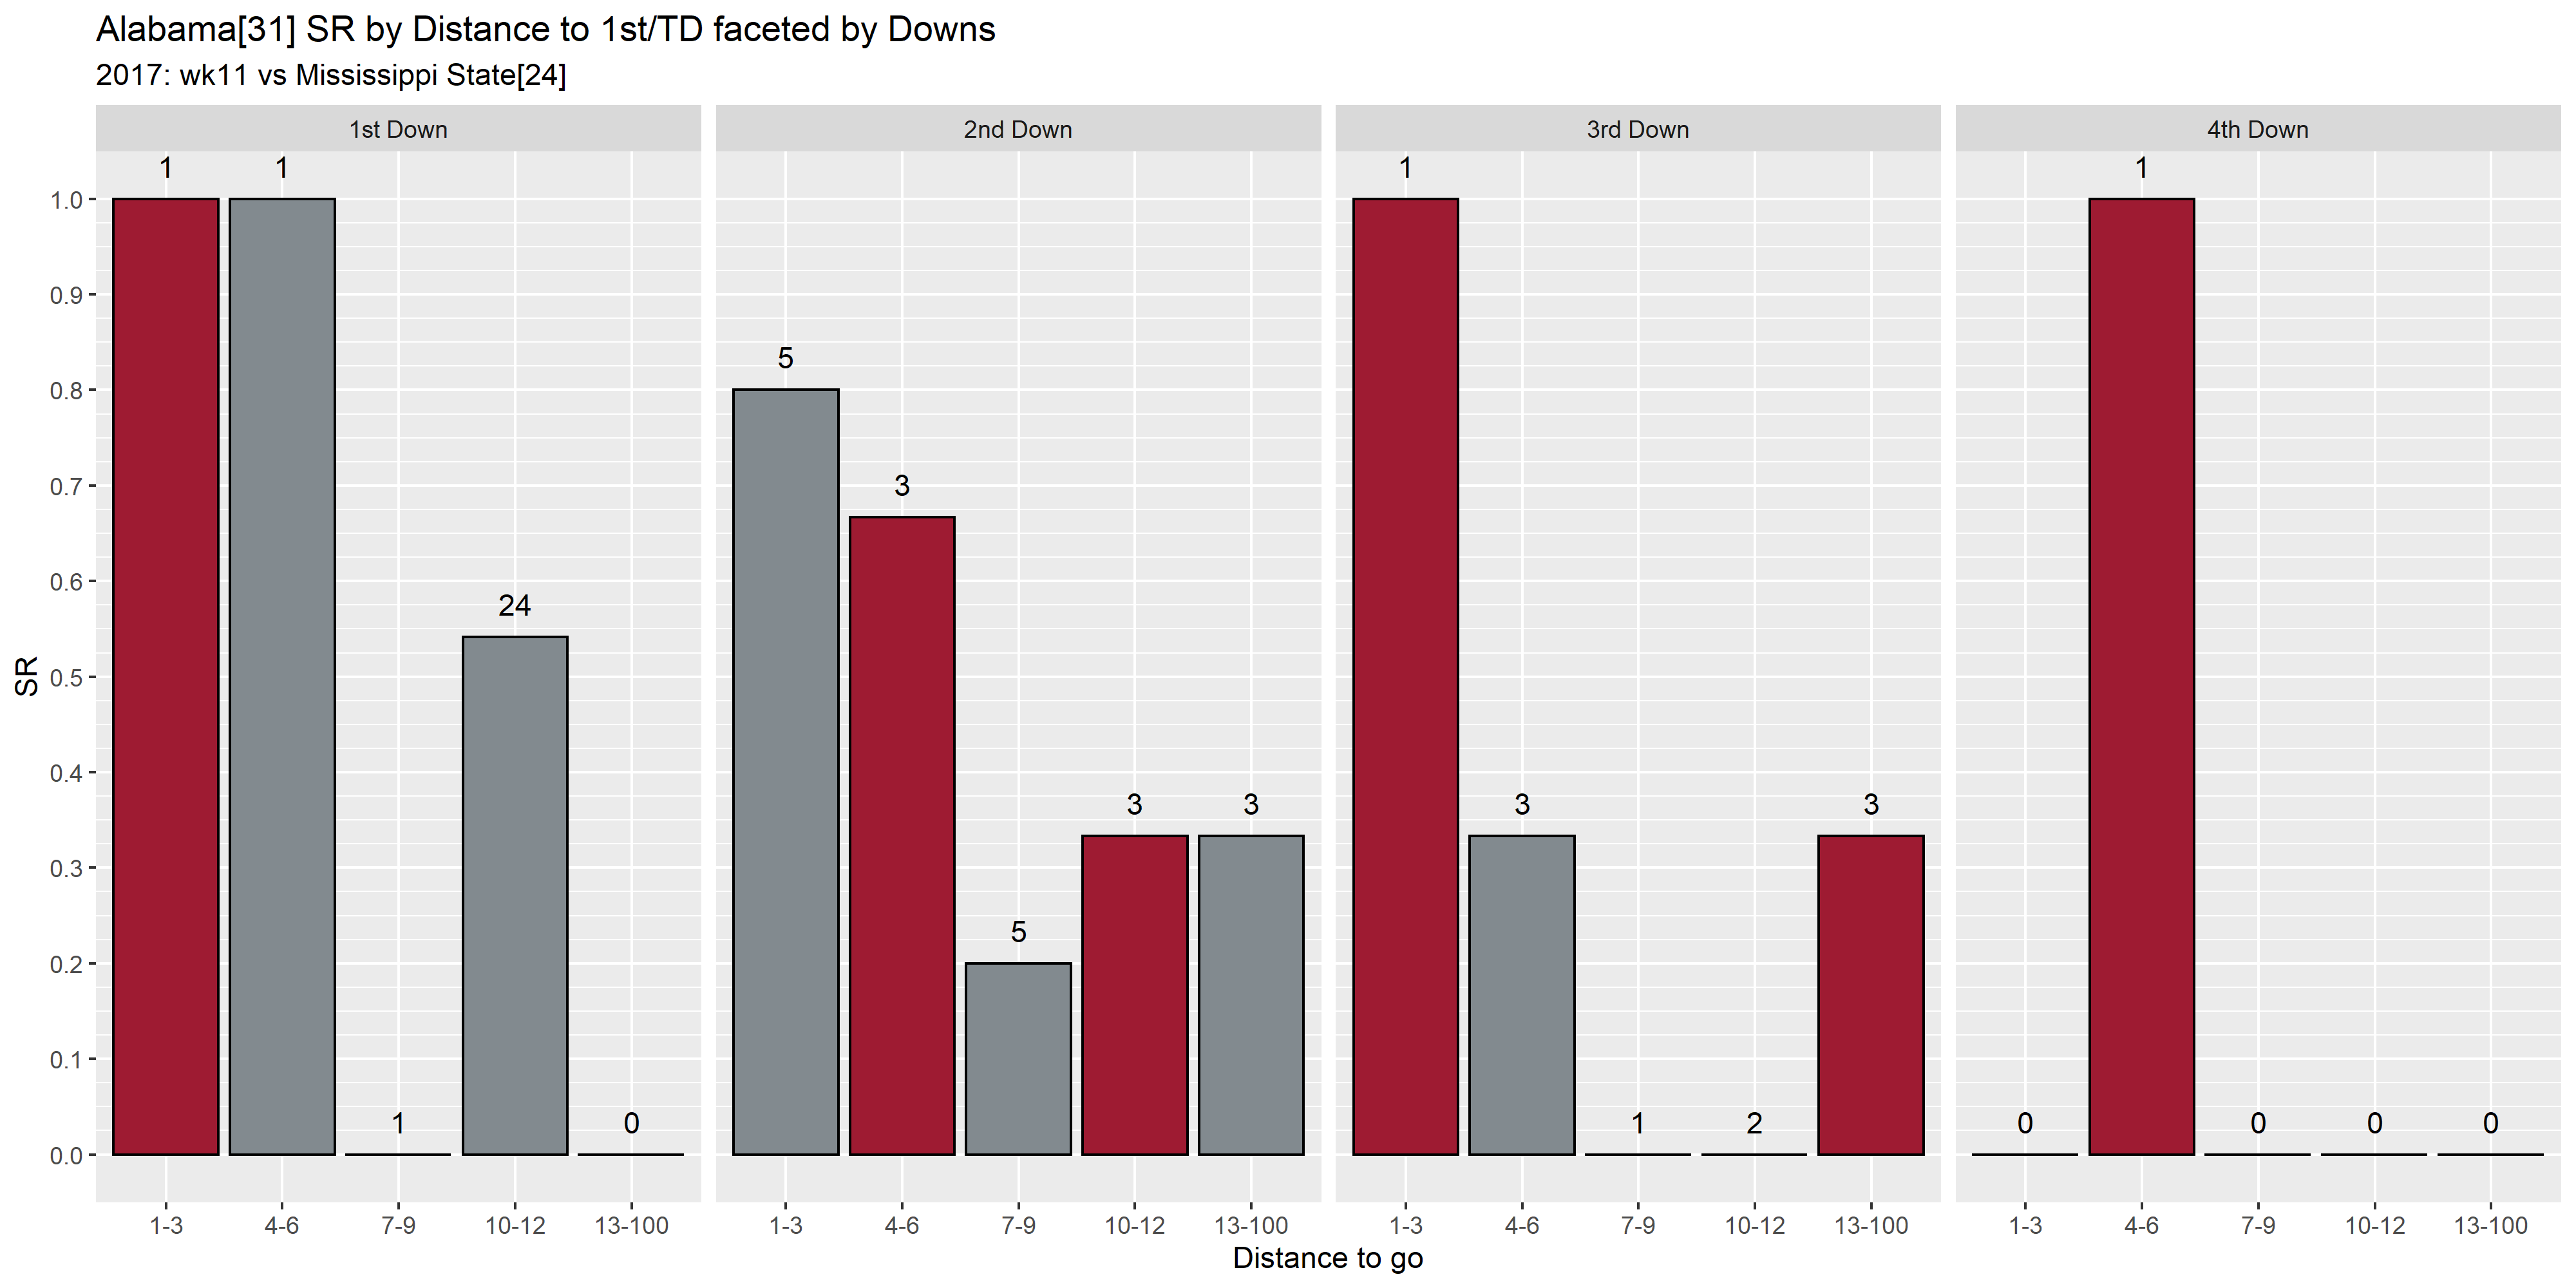 Alabama[31] SR by Distance to 1st/TD faceted by Downs
2017: wk11 vs Mississippi State[24]
1st Down
2nd Down
3rd Down
4th Down
SR
1.0
0.9
0.8
0.7
0.6
0.5
0.4
0.3
0.2
0.1
0.0
1 1 1 24 0
5 3 5 3 3
1 3 1 2 3
0 1 0 0 0
1-3 4-6 7-9 10-12 13-100
1-3 4-6 7-9 10-12 13-100
1-3 4-6 7-9 10-12 13-100
1-3 4-6 7-9 10-12 13-100
Distance to go